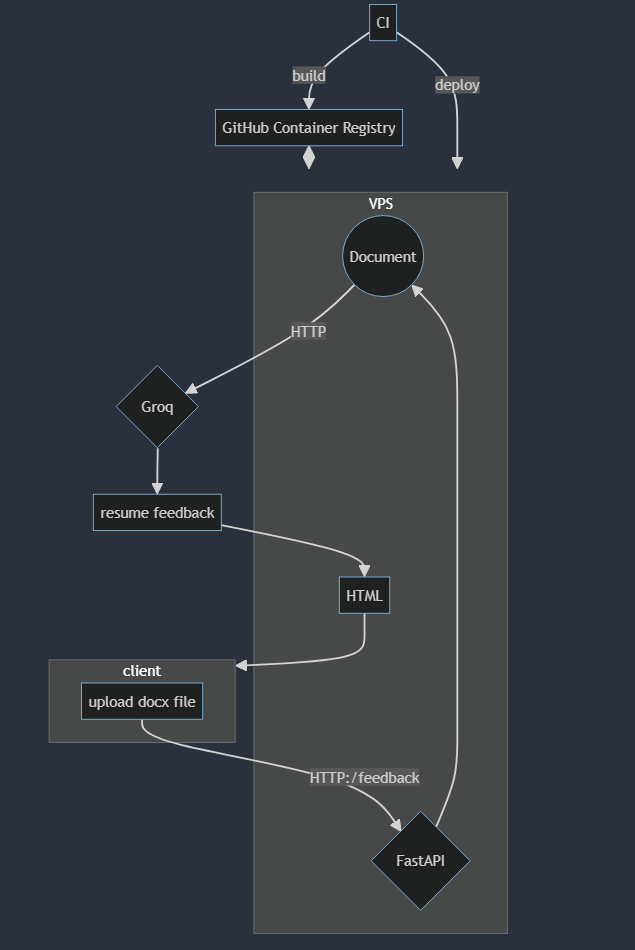 CI
build
deploy
GitHub Container Registry
VPS
Document
HTTP
Groq
resume feedback
HTML
client
upload docx file
HTTP:/feedback
FastAPI